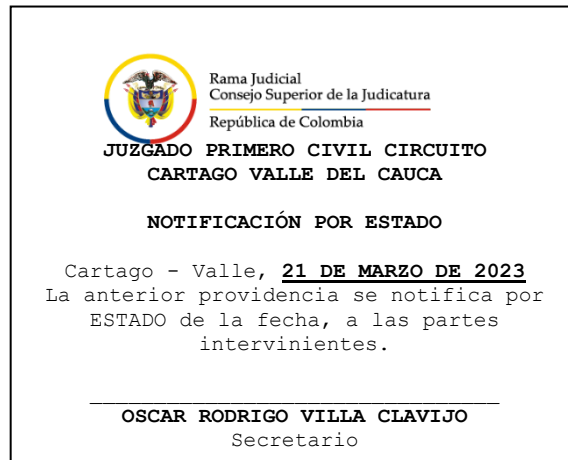 Rama Judicial
Consejo Superior de la Judicatura
República de Colombia
JUZGADO PRIMERO CIVIL CIRCUITO
CARTAGO VALLE DEL CAUCA
NOTIFICACIÓN POR ESTADO
Cartago - Valle, 21 DE MARZO DE 2023
La anterior providencia se notifica por
ESTADO de la fecha, a las partes
intervinientes.
OSCAR RODRIGO VILLA CLAVIJO
Secretario